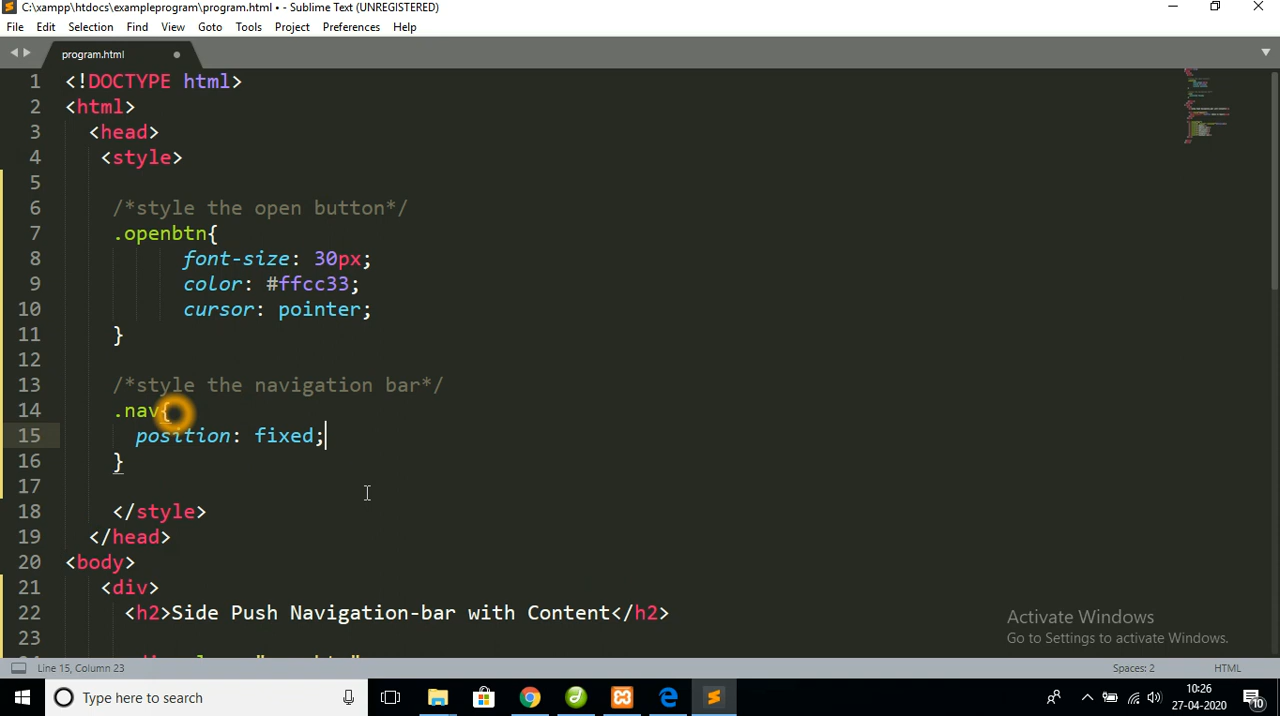 C:\xampp\htdocs\exampleprogram\program.html • - Sublime Text (UNREGISTERED)
File Edit Selection Find View Goto Tools Project Preferences Help
program.html
1 <!DOCTYPE html>
2 <html>
3 <head>
4 <style>
5
6 /*style the open button*/
7 .openbtn{
8 font-size: 30px;
9 color: #ffcc33;
10 cursor: pointer;
11 }
12
13 /*style the navigation bar*/
14 .nav{
15 position: fixed;
16 }
17
18 </style>
19 </head>
20 <body>
21 <div>
22 <h2>Side Push Navigation-bar with Content</h2>
23
Activate Windows
Go to Settings to activate Windows.
Line 15, Column 23 Spaces: 2 HTML
Type here to search
10:26
27-04-2020
10